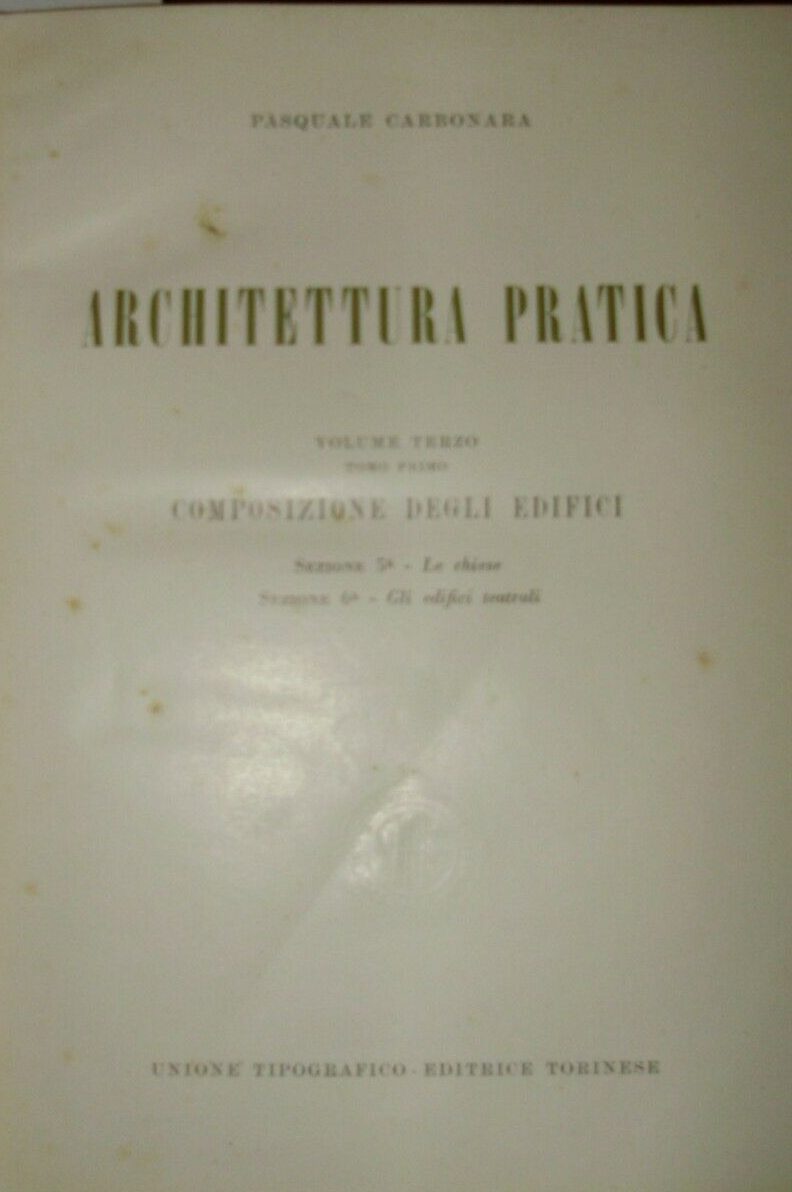 PASQUALE CARBONARA
ARCHITETTURA PRATICA
VOLUME TERZO
TOMO PRIMO
COMPOSIZIONE DEGLI EDIFICI
SEZIONE 5ª - Le chiese
SEZIONE 6ª - Gli edifici teatrali
UNIONE TIPOGRAFICO - EDITRICE TORINESE